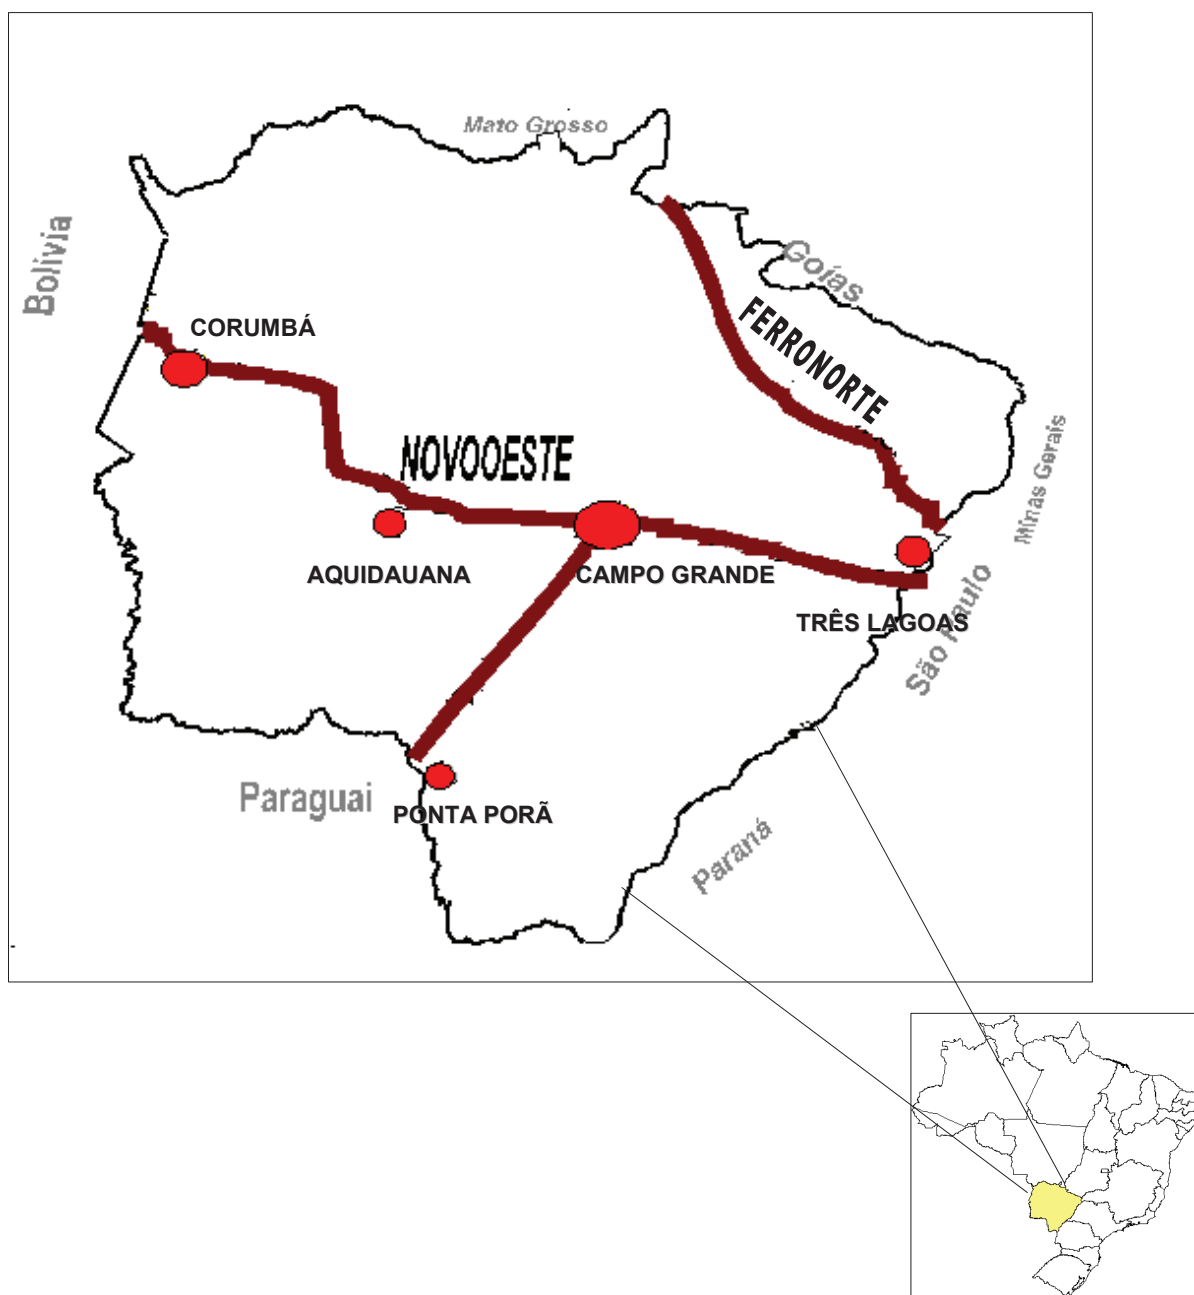 Mato Grosso
Bolívia
Goías
CORUMBÁ
FERRONORTE
NOVOOESTE
Minas Gerais
AQUIDAUANA
CAMPO GRANDE
TRÊS LAGOAS
São Paulo
Paraguai
PONTA PORÃ
Paraná